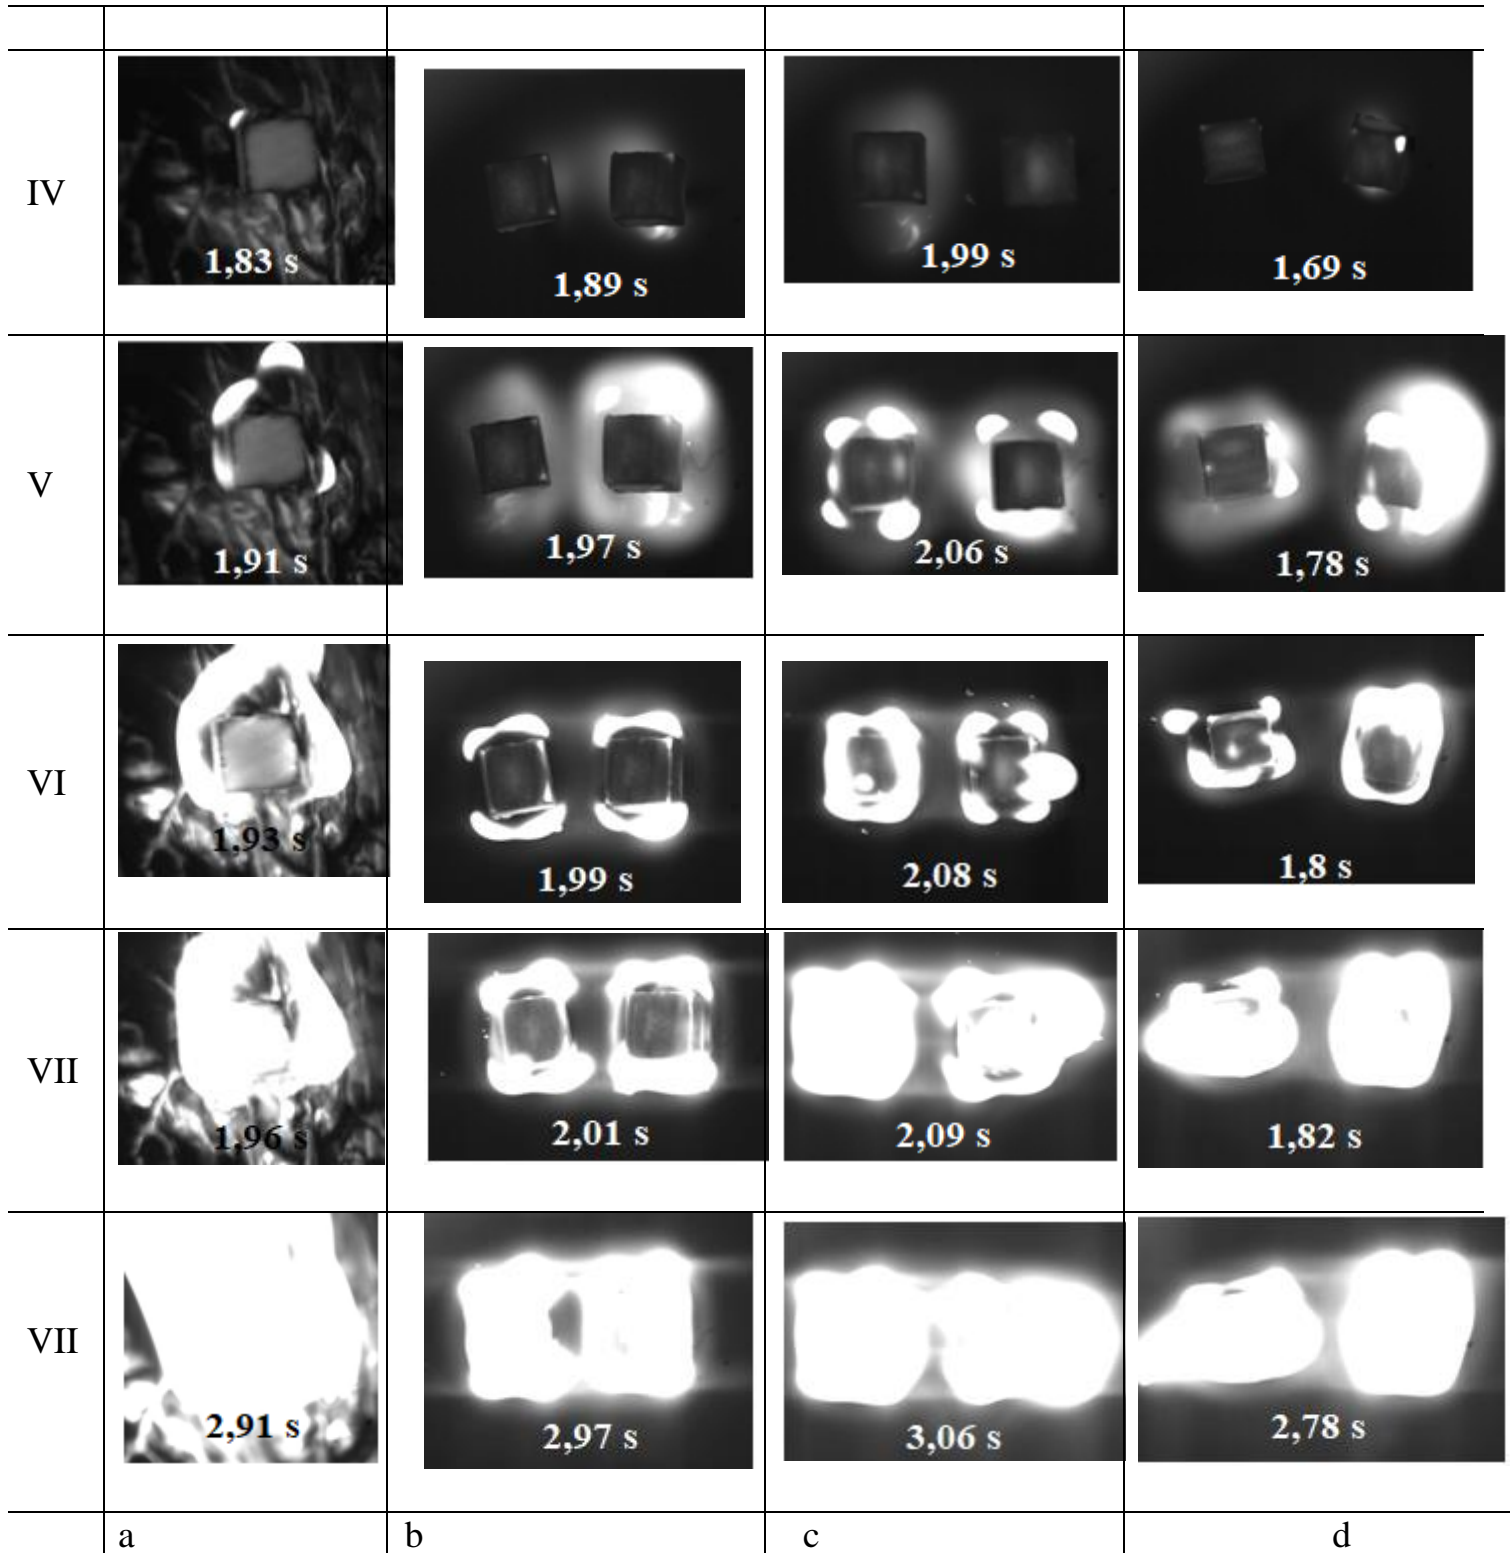 IV
1,83 s
1,89 s
1,99 s
1,69 s
V
1,91 s
1,97 s
2,06 s
1,78 s
VI
1,93 s
1,99 s
2,08 s
1,8 s
VII
1,96 s
2,01 s
2,09 s
1,82 s
VII
2,91 s
2,97 s
3,06 s
2,78 s
a b c d